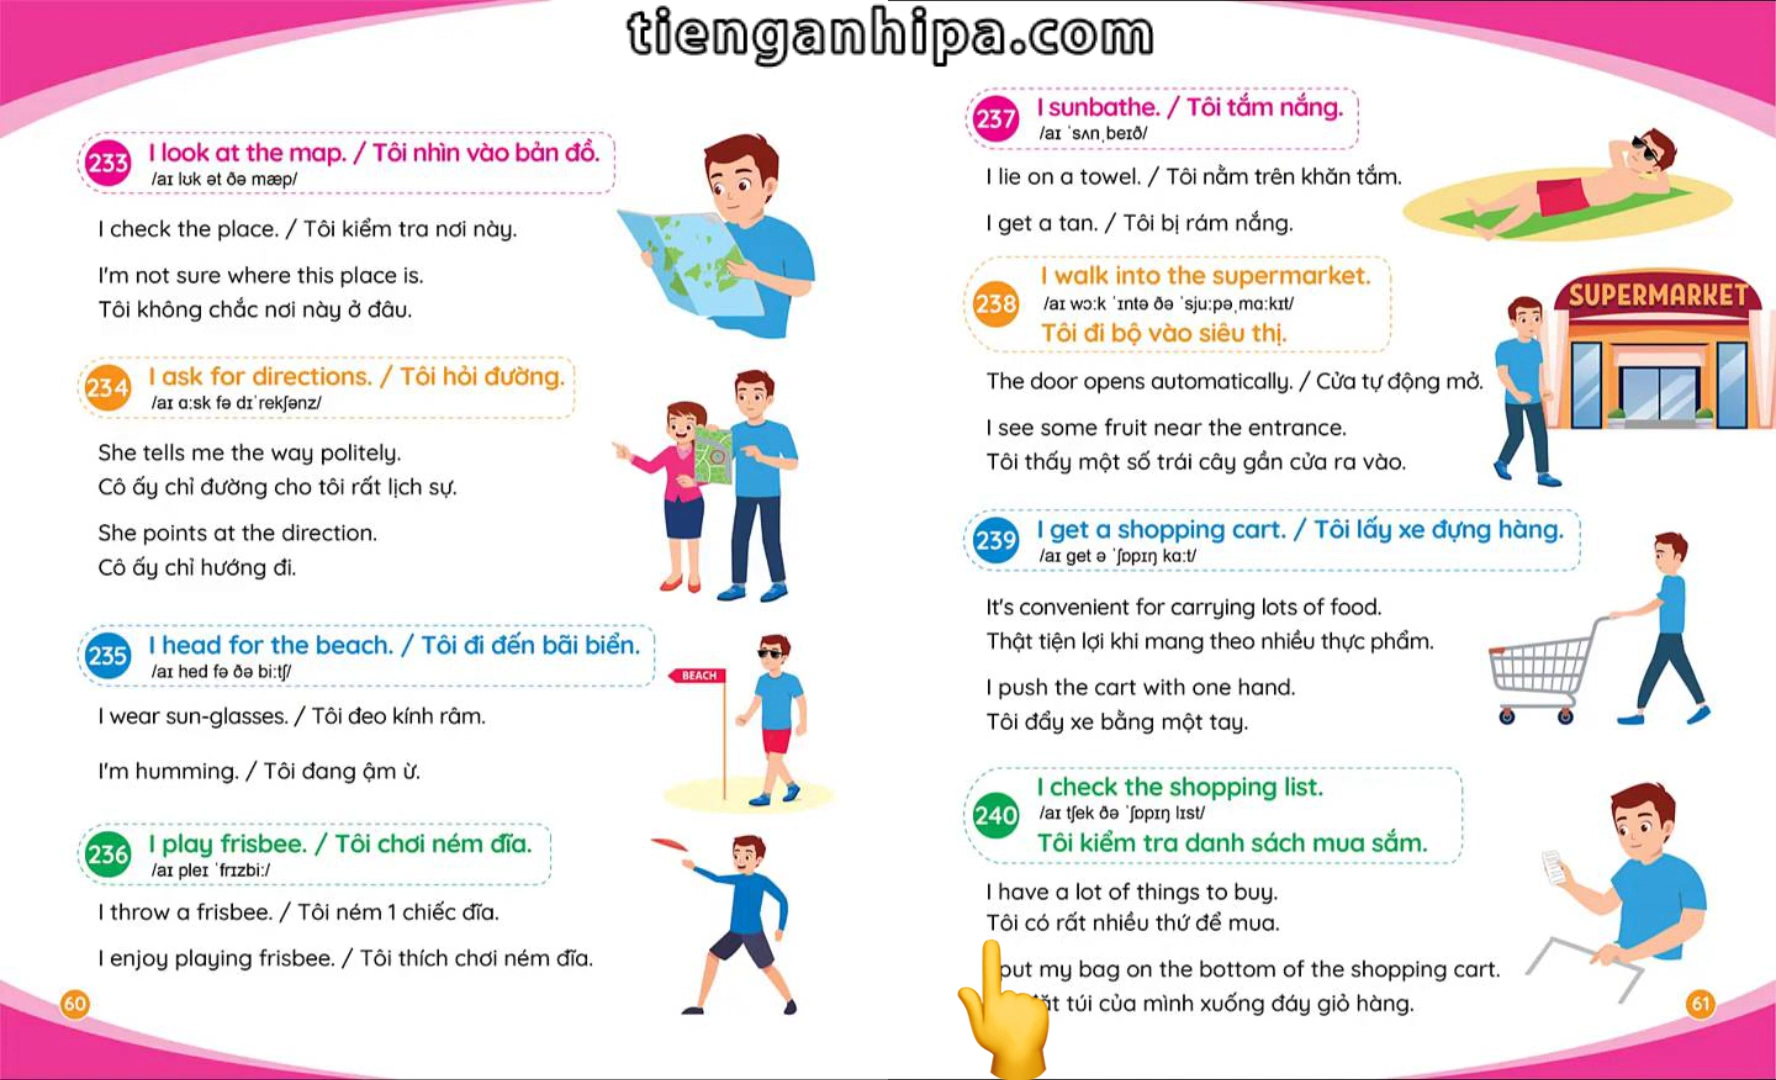 tienganhipa.com
233
I look at the map. / Tôi nhìn vào bản đồ.
/aɪ lʊk ət ðə mæp/
I check the place. / Tôi kiểm tra nơi này.
I'm not sure where this place is.
Tôi không chắc nơi này ở đâu.
234
I ask for directions. / Tôi hỏi đường.
/aɪ ɑːsk fə dɪˈrekʃənz/
She tells me the way politely.
Cô ấy chỉ đường cho tôi rất lịch sự.
She points at the direction.
Cô ấy chỉ hướng đi.
235
I head for the beach. / Tôi đi đến bãi biển.
/aɪ hed fə ðə biːtʃ/
BEACH
I wear sun-glasses. / Tôi đeo kính râm.
I'm humming. / Tôi đang ậm ừ.
236
I play frisbee. / Tôi chơi ném đĩa.
/aɪ pleɪ ˈfrɪzbiː/
I throw a frisbee. / Tôi ném 1 chiếc đĩa.
I enjoy playing frisbee. / Tôi thích chơi ném đĩa.
60
237
I sunbathe. / Tôi tắm nắng.
/aɪ ˈsʌnˌbeɪð/
I lie on a towel. / Tôi nằm trên khăn tắm.
I get a tan. / Tôi bị rám nắng.
238
I walk into the supermarket.
/aɪ wɔːk ˈɪntə ðə ˈsjuːpəˌmɑːkɪt/
Tôi đi bộ vào siêu thị.
SUPERMARKET
The door opens automatically. / Cửa tự động mở.
I see some fruit near the entrance.
Tôi thấy một số trái cây gần cửa ra vào.
239
I get a shopping cart. / Tôi lấy xe đựng hàng.
/aɪ get ə ˈʃɒpɪŋ kɑːt/
It's convenient for carrying lots of food.
Thật tiện lợi khi mang theo nhiều thực phẩm.
I push the cart with one hand.
Tôi đẩy xe bằng một tay.
240
I check the shopping list.
/aɪ tʃek ðə ˈʃɒpɪŋ lɪst/
Tôi kiểm tra danh sách mua sắm.
I have a lot of things to buy.
Tôi có rất nhiều thứ để mua.
put my bag on the bottom of the shopping cart.
túi của mình xuống đáy giỏ hàng.
61